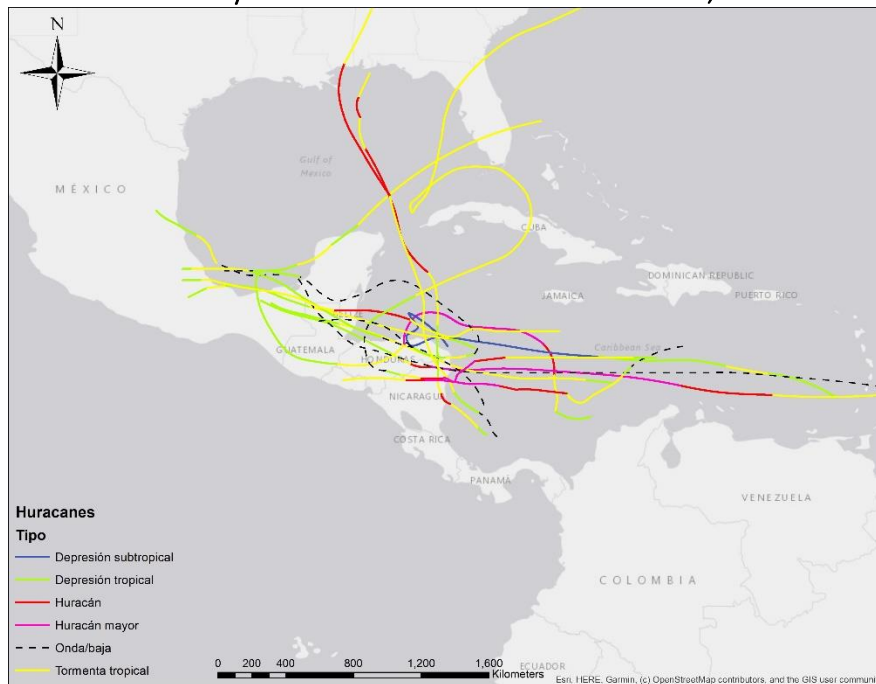 N
MÉXICO
Gulf of
Mexico
CUBA
DOMINICAN REPUBLIC
JAMAICA
PUERTO RICO
Caribbean Sea
GUATEMALA
HONDURAS
NICARAGUA
COSTA RICA
PANAMÁ
VENEZUELA
COLOMBIA
ECUADOR
Huracanes
Tipo
Depresión subtropical
Depresión tropical
Huracán
Huracán mayor
Onda/baja
Tormenta tropical
0 200 400 800 1,200 1,600
Kilometers
Esri, HERE, Garmin, (c) OpenStreetMap contributors, and the GIS user communi